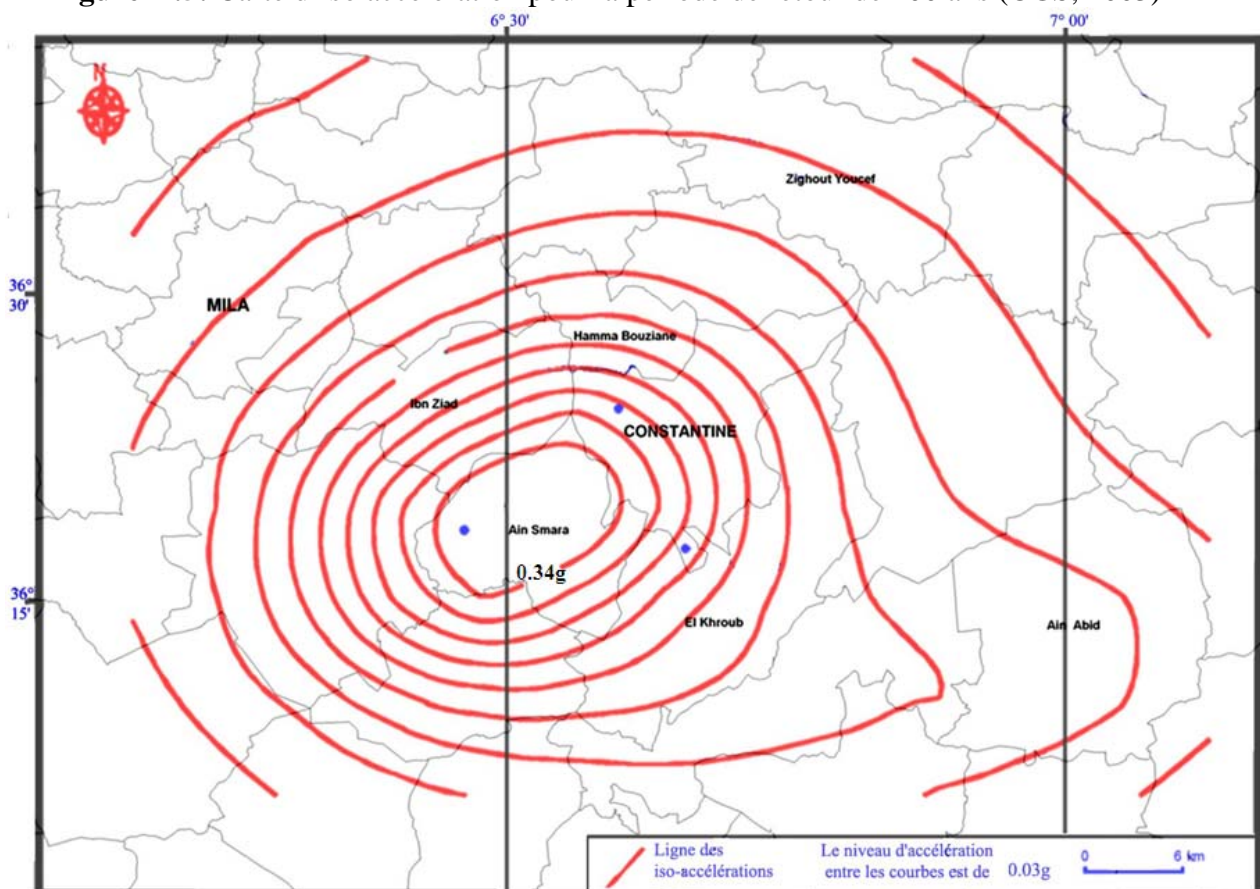 6° 30'
7° 00'
N
Zighout Youcef
36°
30'
MILA
Hamma Bouziane
Ibn Ziad
CONSTANTINE
Ain Smara
0.34g
36°
15'
El Khroub
Ain Abid
Ligne des
iso-accélérations
Le niveau d'accélération
entre les courbes est de 0.03g
0 6 km